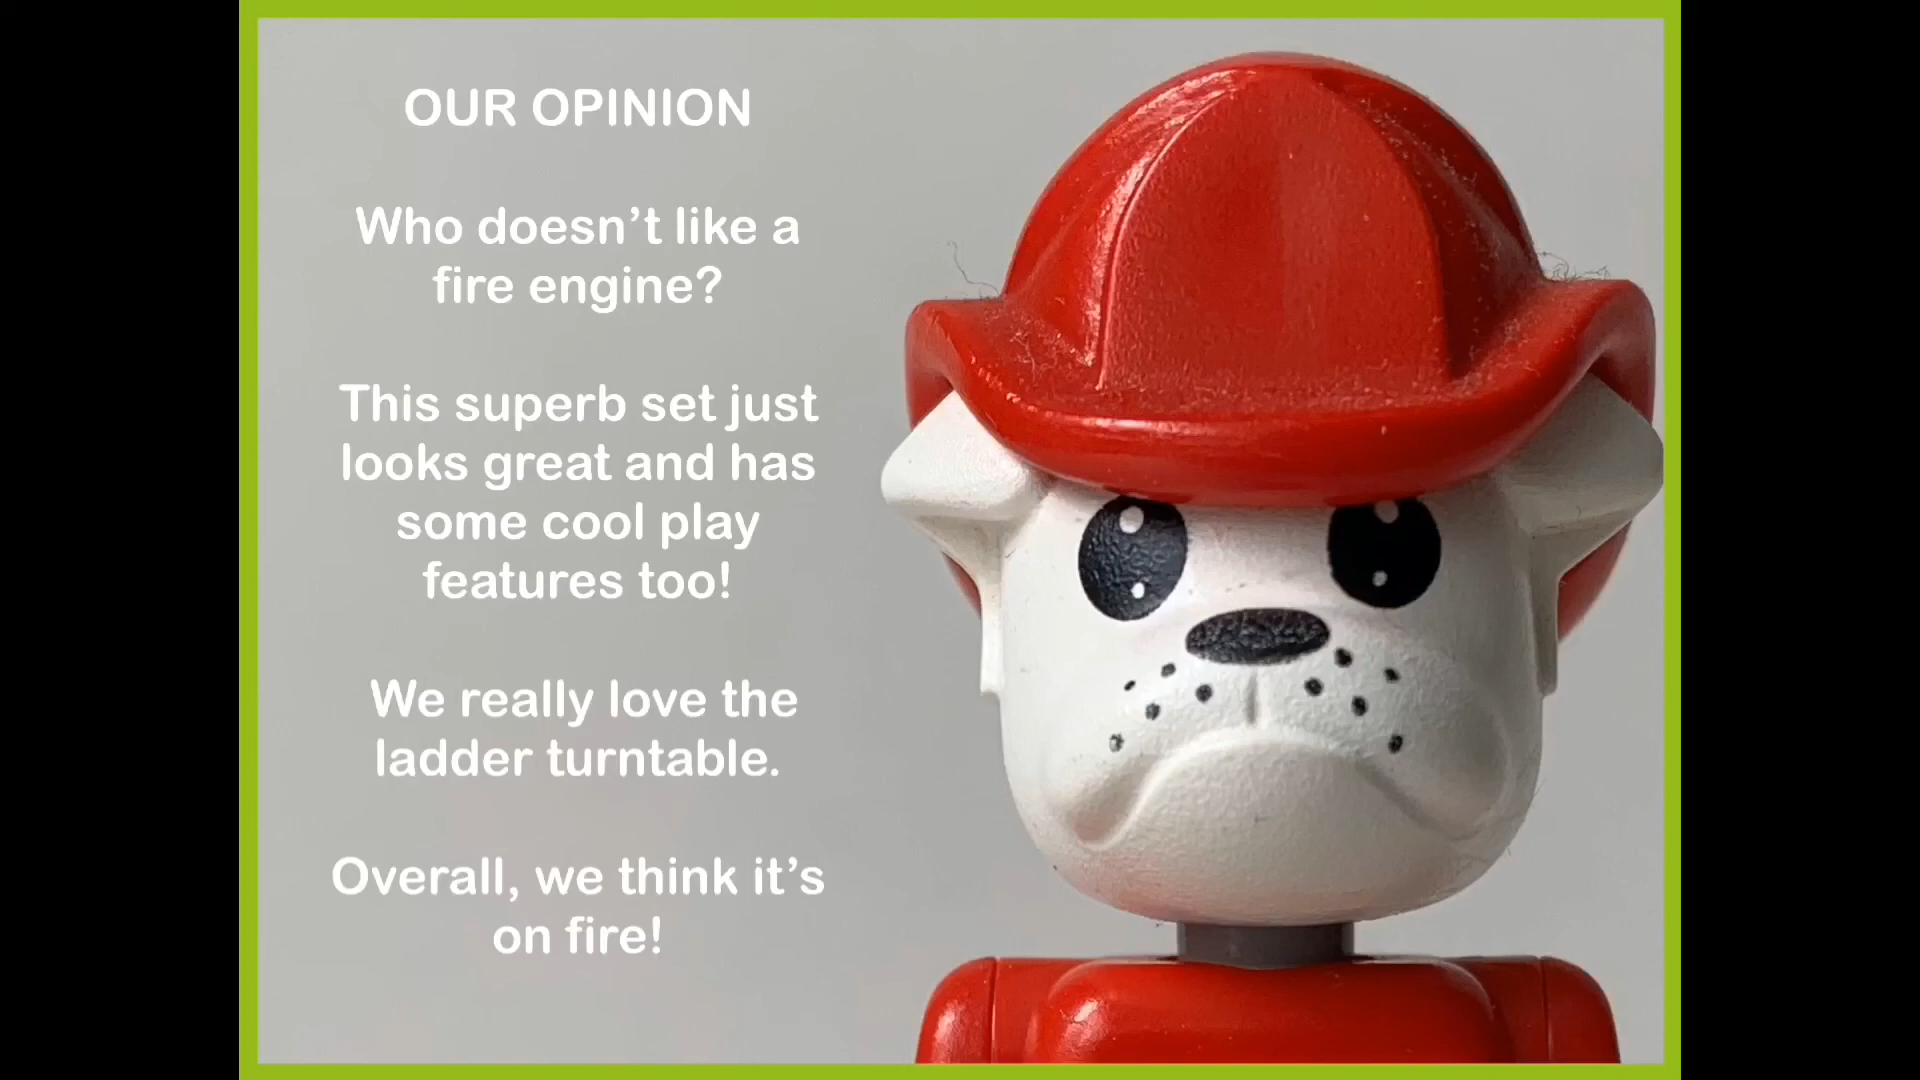 OUR OPINION
Who doesn’t like a
fire engine?
This superb set just
looks great and has
some cool play
features too!
We really love the
ladder turntable.
Overall, we think it’s
on fire!